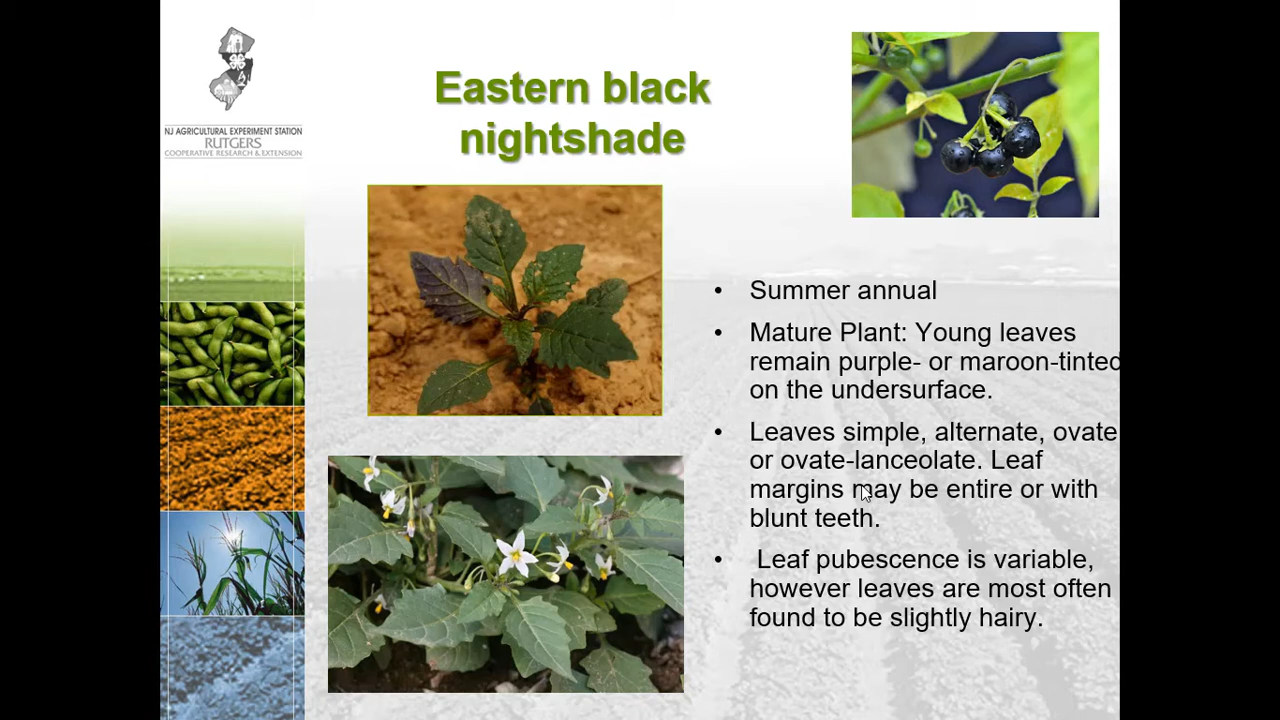 NJ AGRICULTURAL EXPERIMENT STATION
RUTGERS
COOPERATIVE RESEARCH & EXTENSION
Eastern black
nightshade
• Summer annual
• Mature Plant: Young leaves
remain purple- or maroon-tinted
on the undersurface.
• Leaves simple, alternate, ovate
or ovate-lanceolate. Leaf
margins may be entire or with
blunt teeth.
• Leaf pubescence is variable,
however leaves are most often
found to be slightly hairy.